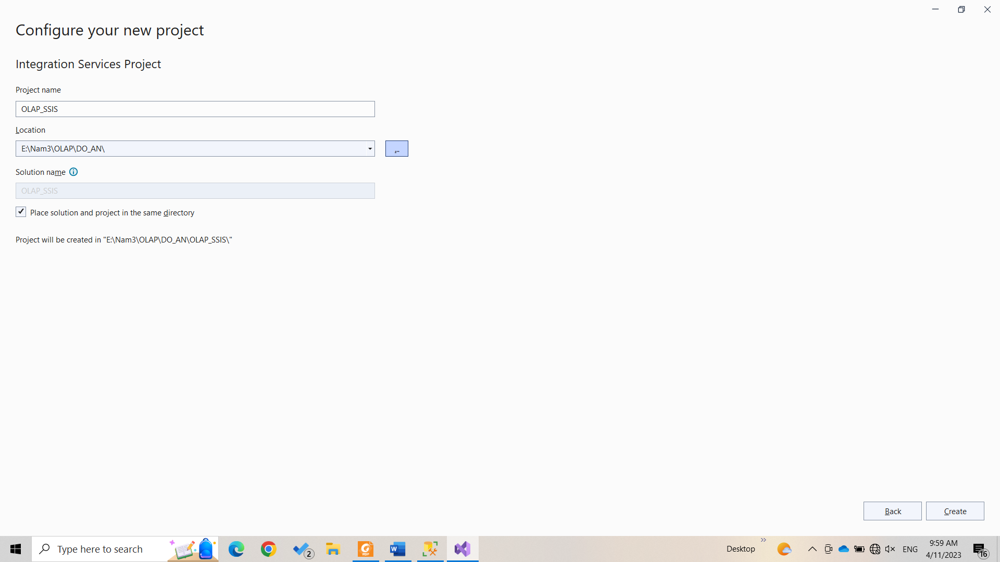 Configure your new project
Integration Services Project
Project name
OLAP_SSIS
Location
E:\Nam3\OLAP\DO_AN\
...
Solution name
OLAP_SSIS
Place solution and project in the same directory
Project will be created in "E:\Nam3\OLAP\DO_AN\OLAP_SSIS\"
Back
Create
Type here to search
2
PDF
W
Desktop
ENG
9:59 AM
4/11/2023
16